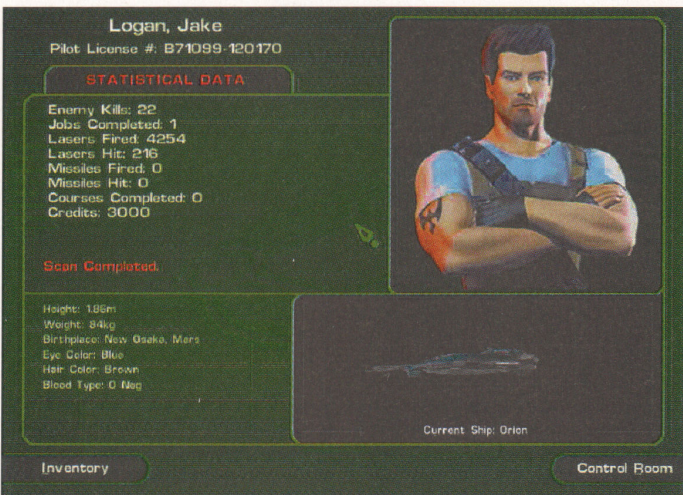 Logan, Jake
Pilot License #: B71099-120170
STATISTICAL DATA
Enemy Kills: 22
Jobs Completed: 1
Lasers Fired: 4254
Lasers Hit: 216
Missiles Fired: 0
Missiles Hit: 0
Courses Completed: 0
Credits: 3000
Scan Completed.
Height: 1.86m
Weight: 84kg
Birthplace: New Osaka, Mars
Eye Color: Blue
Hair Color: Brown
Blood Type: O Neg
Current Ship: Orion
Inventory
Control Room